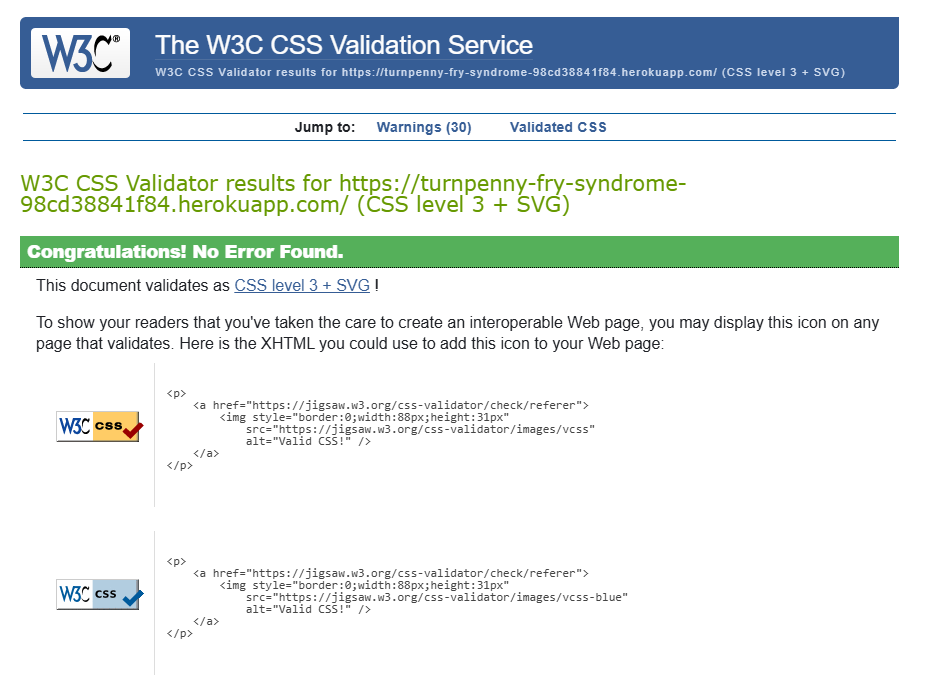 W3C®
The W3C CSS Validation Service
W3C CSS Validator results for https://turnpenny-fry-syndrome-98cd38841f84.herokuapp.com/ (CSS level 3 + SVG)
Jump to: Warnings (30) Validated CSS
W3C CSS Validator results for https://turnpenny-fry-syndrome-
98cd38841f84.herokuapp.com/ (CSS level 3 + SVG)
Congratulations! No Error Found.
This document validates as CSS level 3 + SVG !
To show your readers that you've taken the care to create an interoperable Web page, you may display this icon on any
page that validates. Here is the XHTML you could use to add this icon to your Web page:
W3C css
<p>
<a href="https://jigsaw.w3.org/css-validator/check/referer">
<img style="border:0;width:88px;height:31px"
src="https://jigsaw.w3.org/css-validator/images/vcss"
alt="Valid CSS!" />
</a>
</p>
W3C css
<p>
<a href="https://jigsaw.w3.org/css-validator/check/referer">
<img style="border:0;width:88px;height:31px"
src="https://jigsaw.w3.org/css-validator/images/vcss-blue"
alt="Valid CSS!" />
</a>
</p>